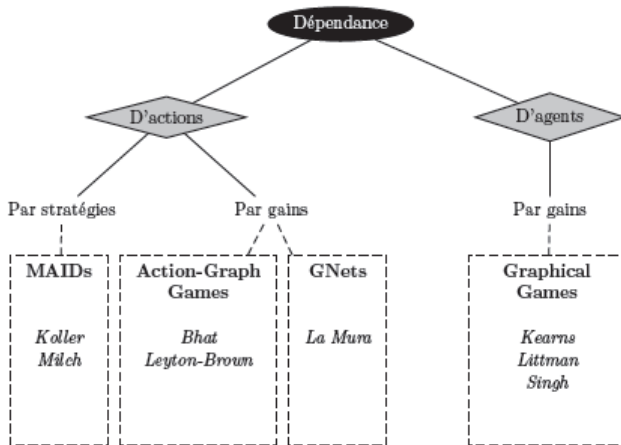 Dépendance
D'actions
D'agents
Par stratégies
Par gains
Par gains
MAIDs
Koller
Milch
Action-Graph
Games
Bhat
Leyton-Brown
GNets
La Mura
Graphical
Games
Kearns
Littman
Singh